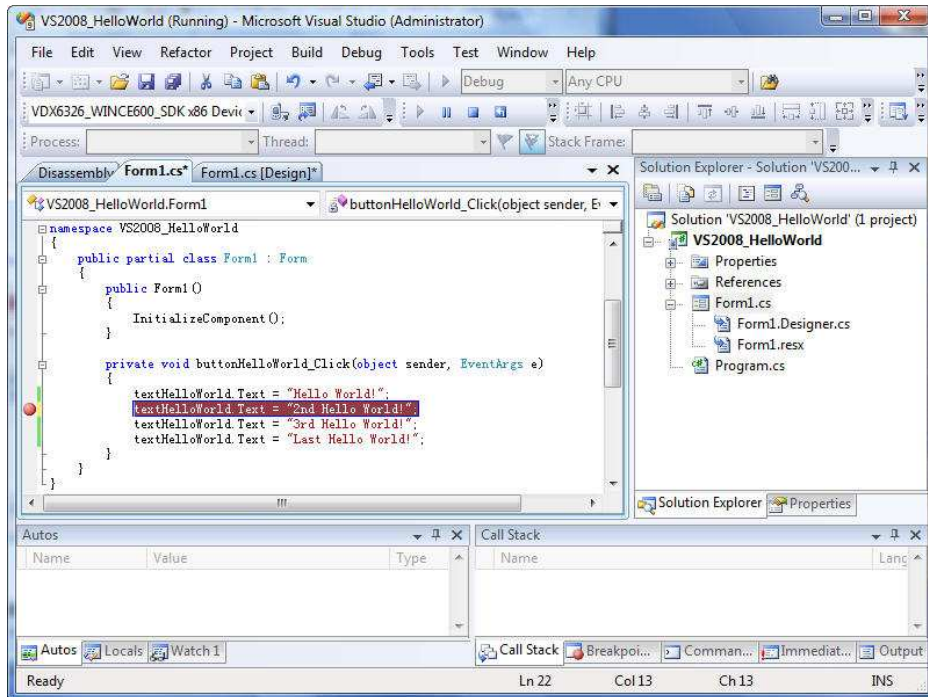 VS2008_HelloWorld (Running) - Microsoft Visual Studio (Administrator)
File Edit View Refactor Project Build Debug Tools Test Window Help
Debug Any CPU
VDX6326_WINCE600_SDK x86 Devic
Process: Thread: Stack Frame:
Disassembly Form1.cs* Form1.cs [Design]*
VS2008_HelloWorld.Form1 buttonHelloWorld_Click(object sender, E
namespace VS2008_HelloWorld
{
public partial class Form1 : Form
{
public Form1()
{
InitializeComponent();
}
private void buttonHelloWorld_Click(object sender, EventArgs e)
{
textHelloWorld.Text = "Hello World!";
textHelloWorld.Text = "2nd Hello World!";
textHelloWorld.Text = "3rd Hello World!";
textHelloWorld.Text = "Last Hello World!";
}
}
}
Solution Explorer - Solution 'VS200...
Solution 'VS2008_HelloWorld' (1 project)
VS2008_HelloWorld
Properties
References
Form1.cs
Form1.Designer.cs
Form1.resx
Program.cs
Solution Explorer Properties
Autos
Name Value Type
Autos Locals Watch 1
Call Stack
Name Lang
Call Stack Breakpoi... Comman... Immediat... Output
Ready Ln 22 Col 13 Ch 13 INS